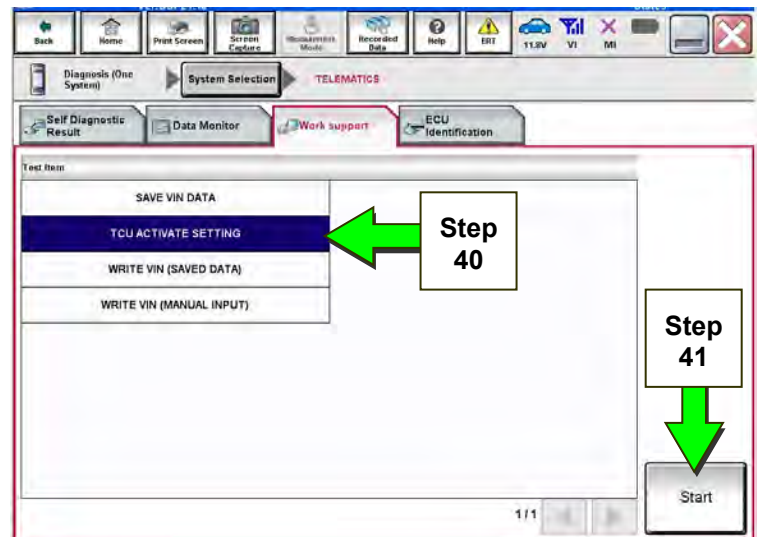 Back
Home
Print Screen
Screen
Capture
Measurement
Mode
Recorded
Data
Help
ERT
11.8V
VI
MI
Diagnosis (One
System)
System Selection
TELEMATICS
Self Diagnostic
Result
Data Monitor
Work support
ECU
Identification
Test Item
SAVE VIN DATA
TCU ACTIVATE SETTING
WRITE VIN (SAVED DATA)
WRITE VIN (MANUAL INPUT)
Step
40
Step
41
Start
1/1